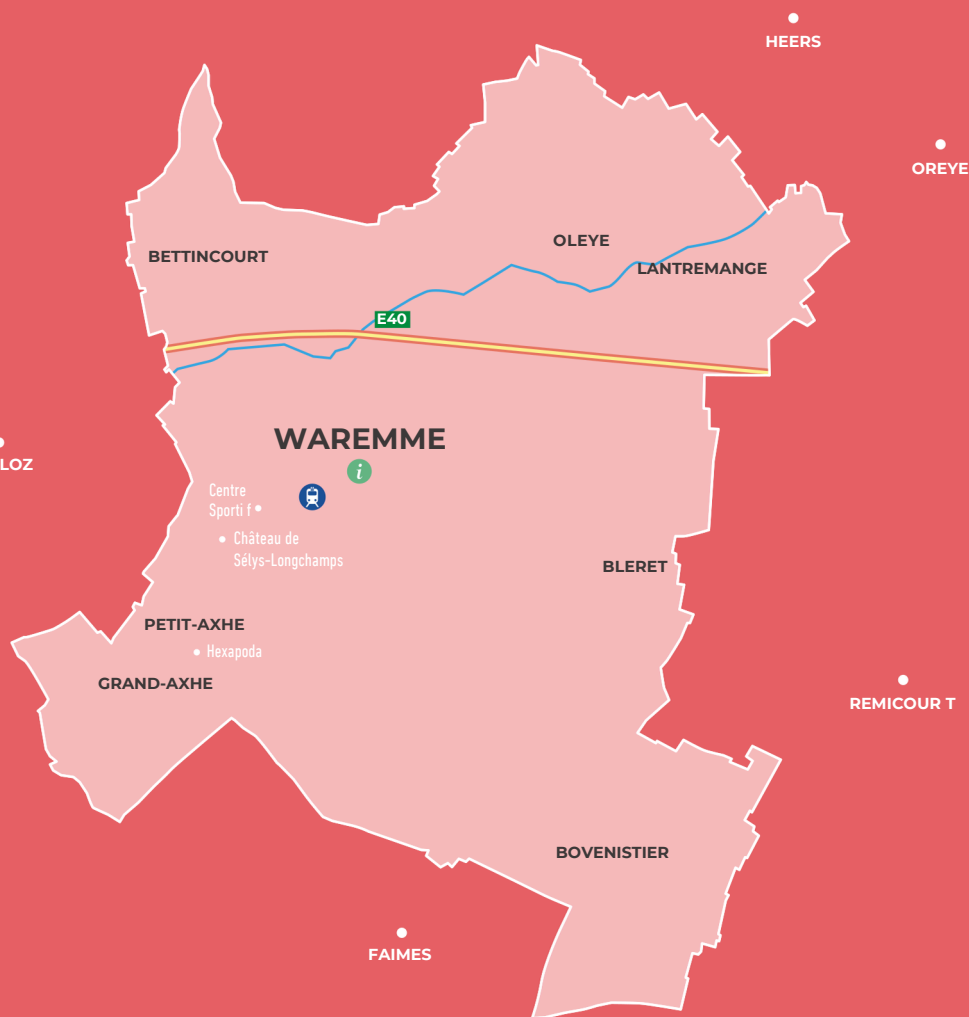 HEERS
OREYE
OLEYE
BETTINCOURT
LANTREMANGE
E40
WAREMME
LOZ
i
Centre
Sporti f
Château de
Sélys-Longchamps
BLERET
PETIT-AXHE
Hexapoda
GRAND-AXHE
REMICOUR T
BOVENISTIER
FAIMES